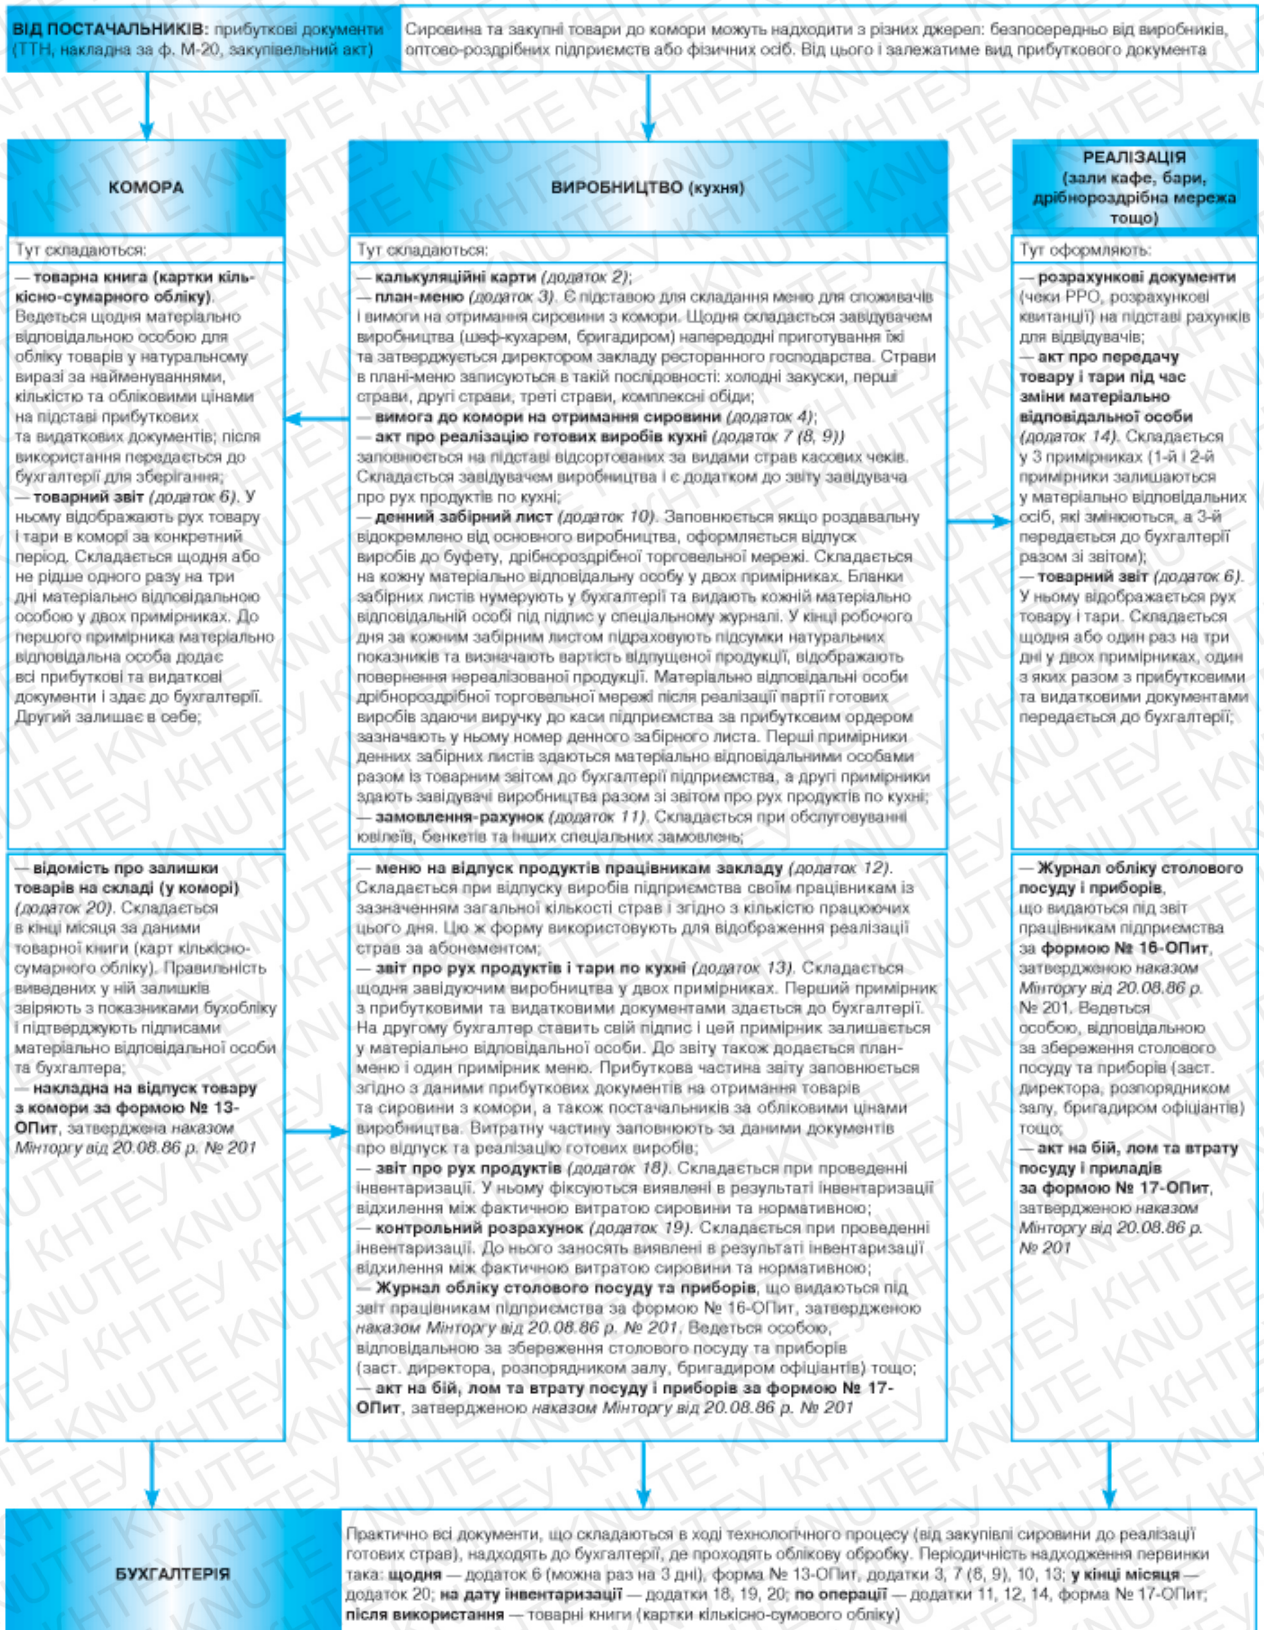 ВІД ПОСТАЧАЛЬНИКІВ: прибуткові документи
(ТТН, накладна за ф. М-20, закупівельний акт)
Сировина та закупні товари до комори можуть надходити з різних джерел: безпосередньо від виробників,
оптово-роздрібних підприємств або фізичних осіб. Від цього і залежатиме вид прибуткового документа
КОМОРА
Тут складаються:
— товарна книга (картки кіль-
кісно-сумарного обліку).
Ведеться щодня матеріально
відповідальною особою для
обліку товарів у натуральному
виразі за найменуваннями,
кількістю та обліковими цінами
на підставі прибуткових
та видаткових документів; після
використання передається до
бухгалтерії для зберігання;
— товарний звіт (додаток 6). У
ньому відображають рух товару
і тари в коморі за конкретний
період. Складається щодня або
не рідше одного разу на три
дні матеріально відповідальною
особою у двох примірниках. До
першого примірника матеріально
відповідальна особа додає
всі прибуткові та видаткові
документи і здає до бухгалтерії.
Другий залишає в себе;
— відомість про залишки
товарів на складі (у коморі)
(додаток 20). Складається
в кінці місяця за даними
товарної книги (карт кількісно-
сумарного обліку). Правильність
виведених у ній залишків
звіряють з показниками бухобліку
і підтверджують підписами
матеріально відповідальної особи
та бухгалтера;
— накладна на відпуск товару
з комори за формою № 13-
ОПит, затверджена наказом
Мінторгу від 20.08.86 р. № 201
ВИРОБНИЦТВО (кухня)
Тут складаються:
— калькуляційні карти (додаток 2);
— план-меню (додаток 3). Є підставою для складання меню для споживачів
і вимоги на отримання сировини з комори. Щодня складається завідувачем
виробництва (шеф-кухарем, бригадиром) напередодні приготування їжі
та затверджується директором закладу ресторанного господарства. Страви
в плані-меню записуються в такій послідовності: холодні закуски, перші
страви, другі страви, треті страви, комплексні обіди;
— вимога до комори на отримання сировини (додаток 4);
— акт про реалізацію готових виробів кухні (додаток 7 (8, 9))
заповнюється на підставі відсортованих за видами страв касових чеків.
Складається завідувачем виробництва і є додатком до звіту завідувача
про рух продуктів по кухні;
— денний забірний лист (додаток 10). Заповнюється якщо роздавальну
відокремлено від основного виробництва, оформляється відпуск
виробів до буфету, дрібнороздрібної торговельної мережі. Складається
на кожну матеріально відповідальну особу у двох примірниках. Бланки
забірних листів нумерують у бухгалтерії та видають кожній матеріально
відповідальній особі під підпис у спеціальному журналі. У кінці робочого
дня за кожним забірним листом підраховують підсумки натуральних
показників та визначають вартість відпущеної продукції, відображають
повернення нереалізованої продукції. Матеріально відповідальні особи
дрібнороздрібної торговельної мережі після реалізації партії готових
виробів здаючи виручку до каси підприємства за прибутковим ордером
зазначають у ньому номер денного забірного листа. Перші примірники
денних забірних листів здаються матеріально відповідальними особами
разом із товарним звітом до бухгалтерії підприємства, а другі примірники
здають завідувачі виробництва разом зі звітом про рух продуктів по кухні;
— замовлення-рахунок (додаток 11). Складається при обслуговуванні
ювілеїв, бенкетів та інших спеціальних замовлень;
— меню на відпуск продуктів працівникам закладу (додаток 12).
Складається при відпуску виробів підприємства своїм працівникам із
зазначенням загальної кількості страв і згідно з кількістю працюючих
цього дня. Цю ж форму використовують для відображення реалізації
страв за абонементом;
— звіт про рух продуктів і тари по кухні (додаток 13). Складається
щодня завідуючим виробництва у двох примірниках. Перший примірник
з прибутковими та видатковими документами здається до бухгалтерії.
На другому бухгалтер ставить свій підпис і цей примірник залишається
у матеріально відповідальної особи. До звіту також додається план-
меню і один примірник меню. Прибуткова частина звіту заповнюється
згідно з даними прибуткових документів на отримання товарів
та сировини з комори, а також постачальників за обліковими цінами
виробництва. Витратну частину заповнюють за даними документів
про відпуск та реалізацію готових виробів;
— звіт про рух продуктів (додаток 18). Складається при проведенні
інвентаризації. У ньому фіксуються виявлені в результаті інвентаризації
відхилення між фактичною витратою сировини та нормативною;
— контрольний розрахунок (додаток 19). Складається при проведенні
інвентаризації. До нього заносять виявлені в результаті інвентаризації
відхилення між фактичною витратою сировини та нормативною;
— Журнал обліку столового посуду та приборів, що видаються під
звіт працівникам підприємства за формою № 16-ОПит, затвердженою
наказом Мінторгу від 20.08.86 р. № 201. Ведеться особою,
відповідальною за збереження столового посуду та приборів
(заст. директора, розпорядником залу, бригадиром офіціантів) тощо;
— акт на бій, лом та втрату посуду і приборів за формою № 17-
ОПит, затвердженою наказом Мінторгу від 20.08.86 р. № 201
РЕАЛІЗАЦІЯ
(зали кафе, бари,
дрібнороздрібна мережа
тощо)
Тут оформляють:
— розрахункові документи
(чеки РРО, розрахункові
квитанції) на підставі рахунків
для відвідувачів;
— акт про передачу
товару і тари під час
зміни матеріально
відповідальної особи
(додаток 14). Складається
у 3 примірниках (1-й і 2-й
примірники залишаються
у матеріально відповідальних
осіб, які змінюються, а 3-й
передається до бухгалтерії
разом зі звітом);
— товарний звіт (додаток 6).
У ньому відображається рух
товару і тари. Складається
щодня або один раз на три
дні у двох примірниках, один
з яких разом з прибутковими
та видатковими документами
передається до бухгалтерії;
— Журнал обліку столового
посуду і приборів,
що видаються під звіт
працівникам підприємства
за формою № 16-ОПит,
затвердженою наказом
Мінторгу від 20.08.86 р.
№ 201. Ведеться
особою, відповідальною
за збереження столового
посуду та приборів (заст.
директора, розпорядником
залу, бригадиром офіціантів)
тощо;
— акт на бій, лом та втрату
посуду і приладів
за формою № 17-ОПит,
затвердженою наказом
Мінторгу від 20.08.86 р.
№ 201
БУХГАЛТЕРІЯ
Практично всі документи, що складаються в ході технологічного процесу (від закупівлі сировини до реалізації
готових страв), надходять до бухгалтерії, де проходять облікову обробку. Періодичність надходження первинки
така: щодня — додаток 6 (можна раз на 3 дні), форма № 13-ОПит, додатки 3, 7 (8, 9), 10, 13; у кінці місяця —
додаток 20; на дату інвентаризації — додатки 18, 19, 20; по операції — додатки 11, 12, 14, форма № 17-ОПит;
після використання — товарні книги (картки кількісно-сумового обліку)